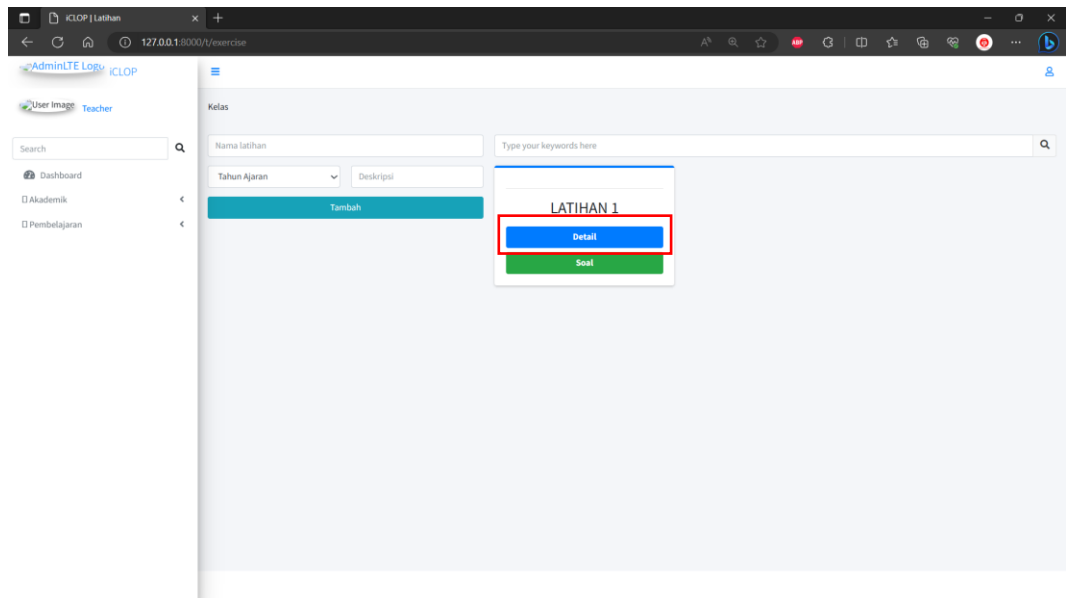 iCLOP | Latihan
127.0.0.1:8000/t/exercise
AdminLTE Logo iCLOP
User Image Teacher
Search
Dashboard
Akademik
Pembelajaran
Kelas
Nama latihan
Type your keywords here
Tahun Ajaran
Deskripsi
Tambah
LATIHAN 1
Detail
Soal
ABP